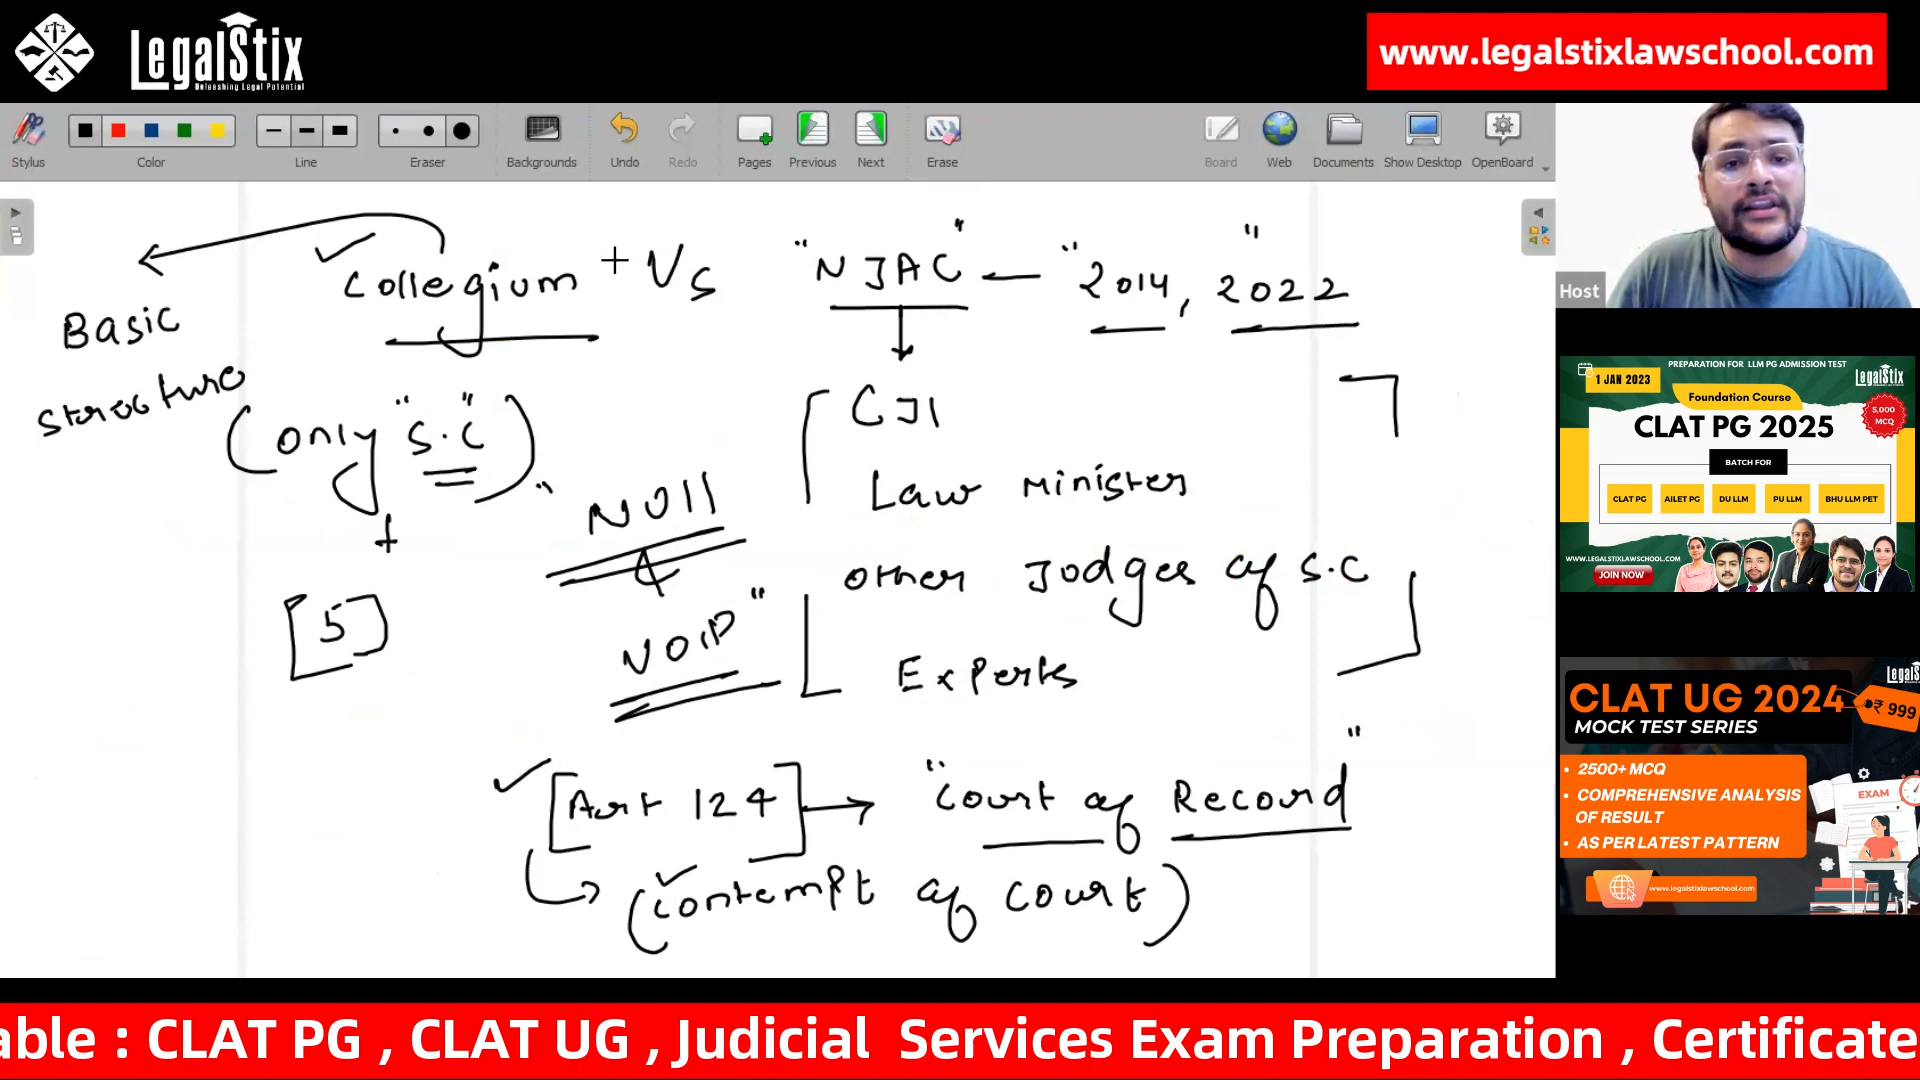 LegalStix
Unleashing Legal Potential
www.legalstixlawschool.com
Stylus
Color
Line
Eraser
Backgrounds
Undo
Redo
Pages
Previous
Next
Erase
Board
Web
Documents
Show Desktop
OpenBoard
Collegium + Vs "NJAC" ← "2014, 2022"
Basic
structure
(only "S.C")
+
[5]
NUll
VOID"
CJI
Law Minister
Other Judges of S.C
Experts
[Art 124] → "Court of Record"
(contempt of court)
Host
PREPARATION FOR LLM PG ADMISSION TEST
1 JAN 2023
LegalStix
Foundation Course
5,000
MCQ
CLAT PG 2025
BATCH FOR
CLAT PG
AILET PG
DU LLM
PU LLM
BHU LLM PET
WWW.LEGALSTIXLAWSCHOOL.COM
JOIN NOW
LegalS
CLAT UG 2024
₹ 999
MOCK TEST SERIES
• 2500+ MCQ
• COMPREHENSIVE ANALYSIS
OF RESULT
• AS PER LATEST PATTERN
EXAM
www.legalstixlawschool.com
able : CLAT PG , CLAT UG , Judicial Services Exam Preparation , Certificate